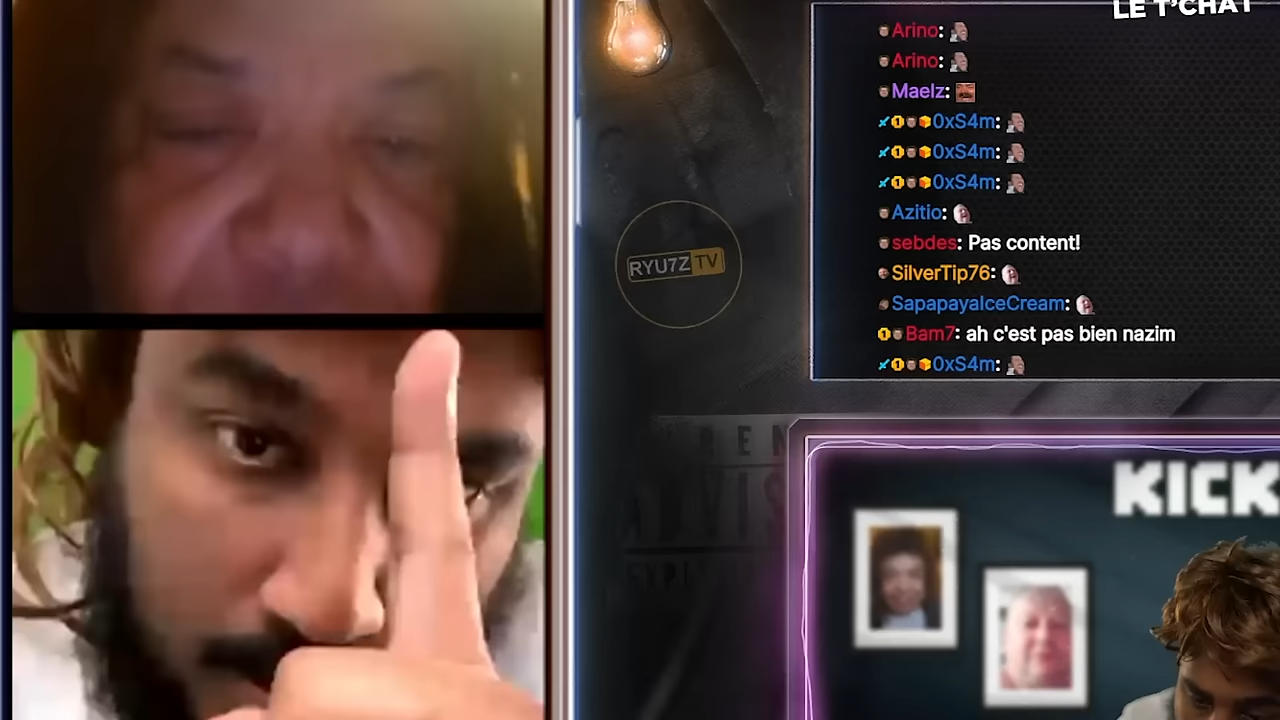 LE T'CHAT
Arino:
Arino:
Maelz:
0xS4m:
0xS4m:
0xS4m:
Azitio:
sebdes: Pas content!
SilverTip76:
SapapayaIceCream:
Bam7: ah c'est pas bien nazim
0xS4m:
RYU7Z TV
KICK